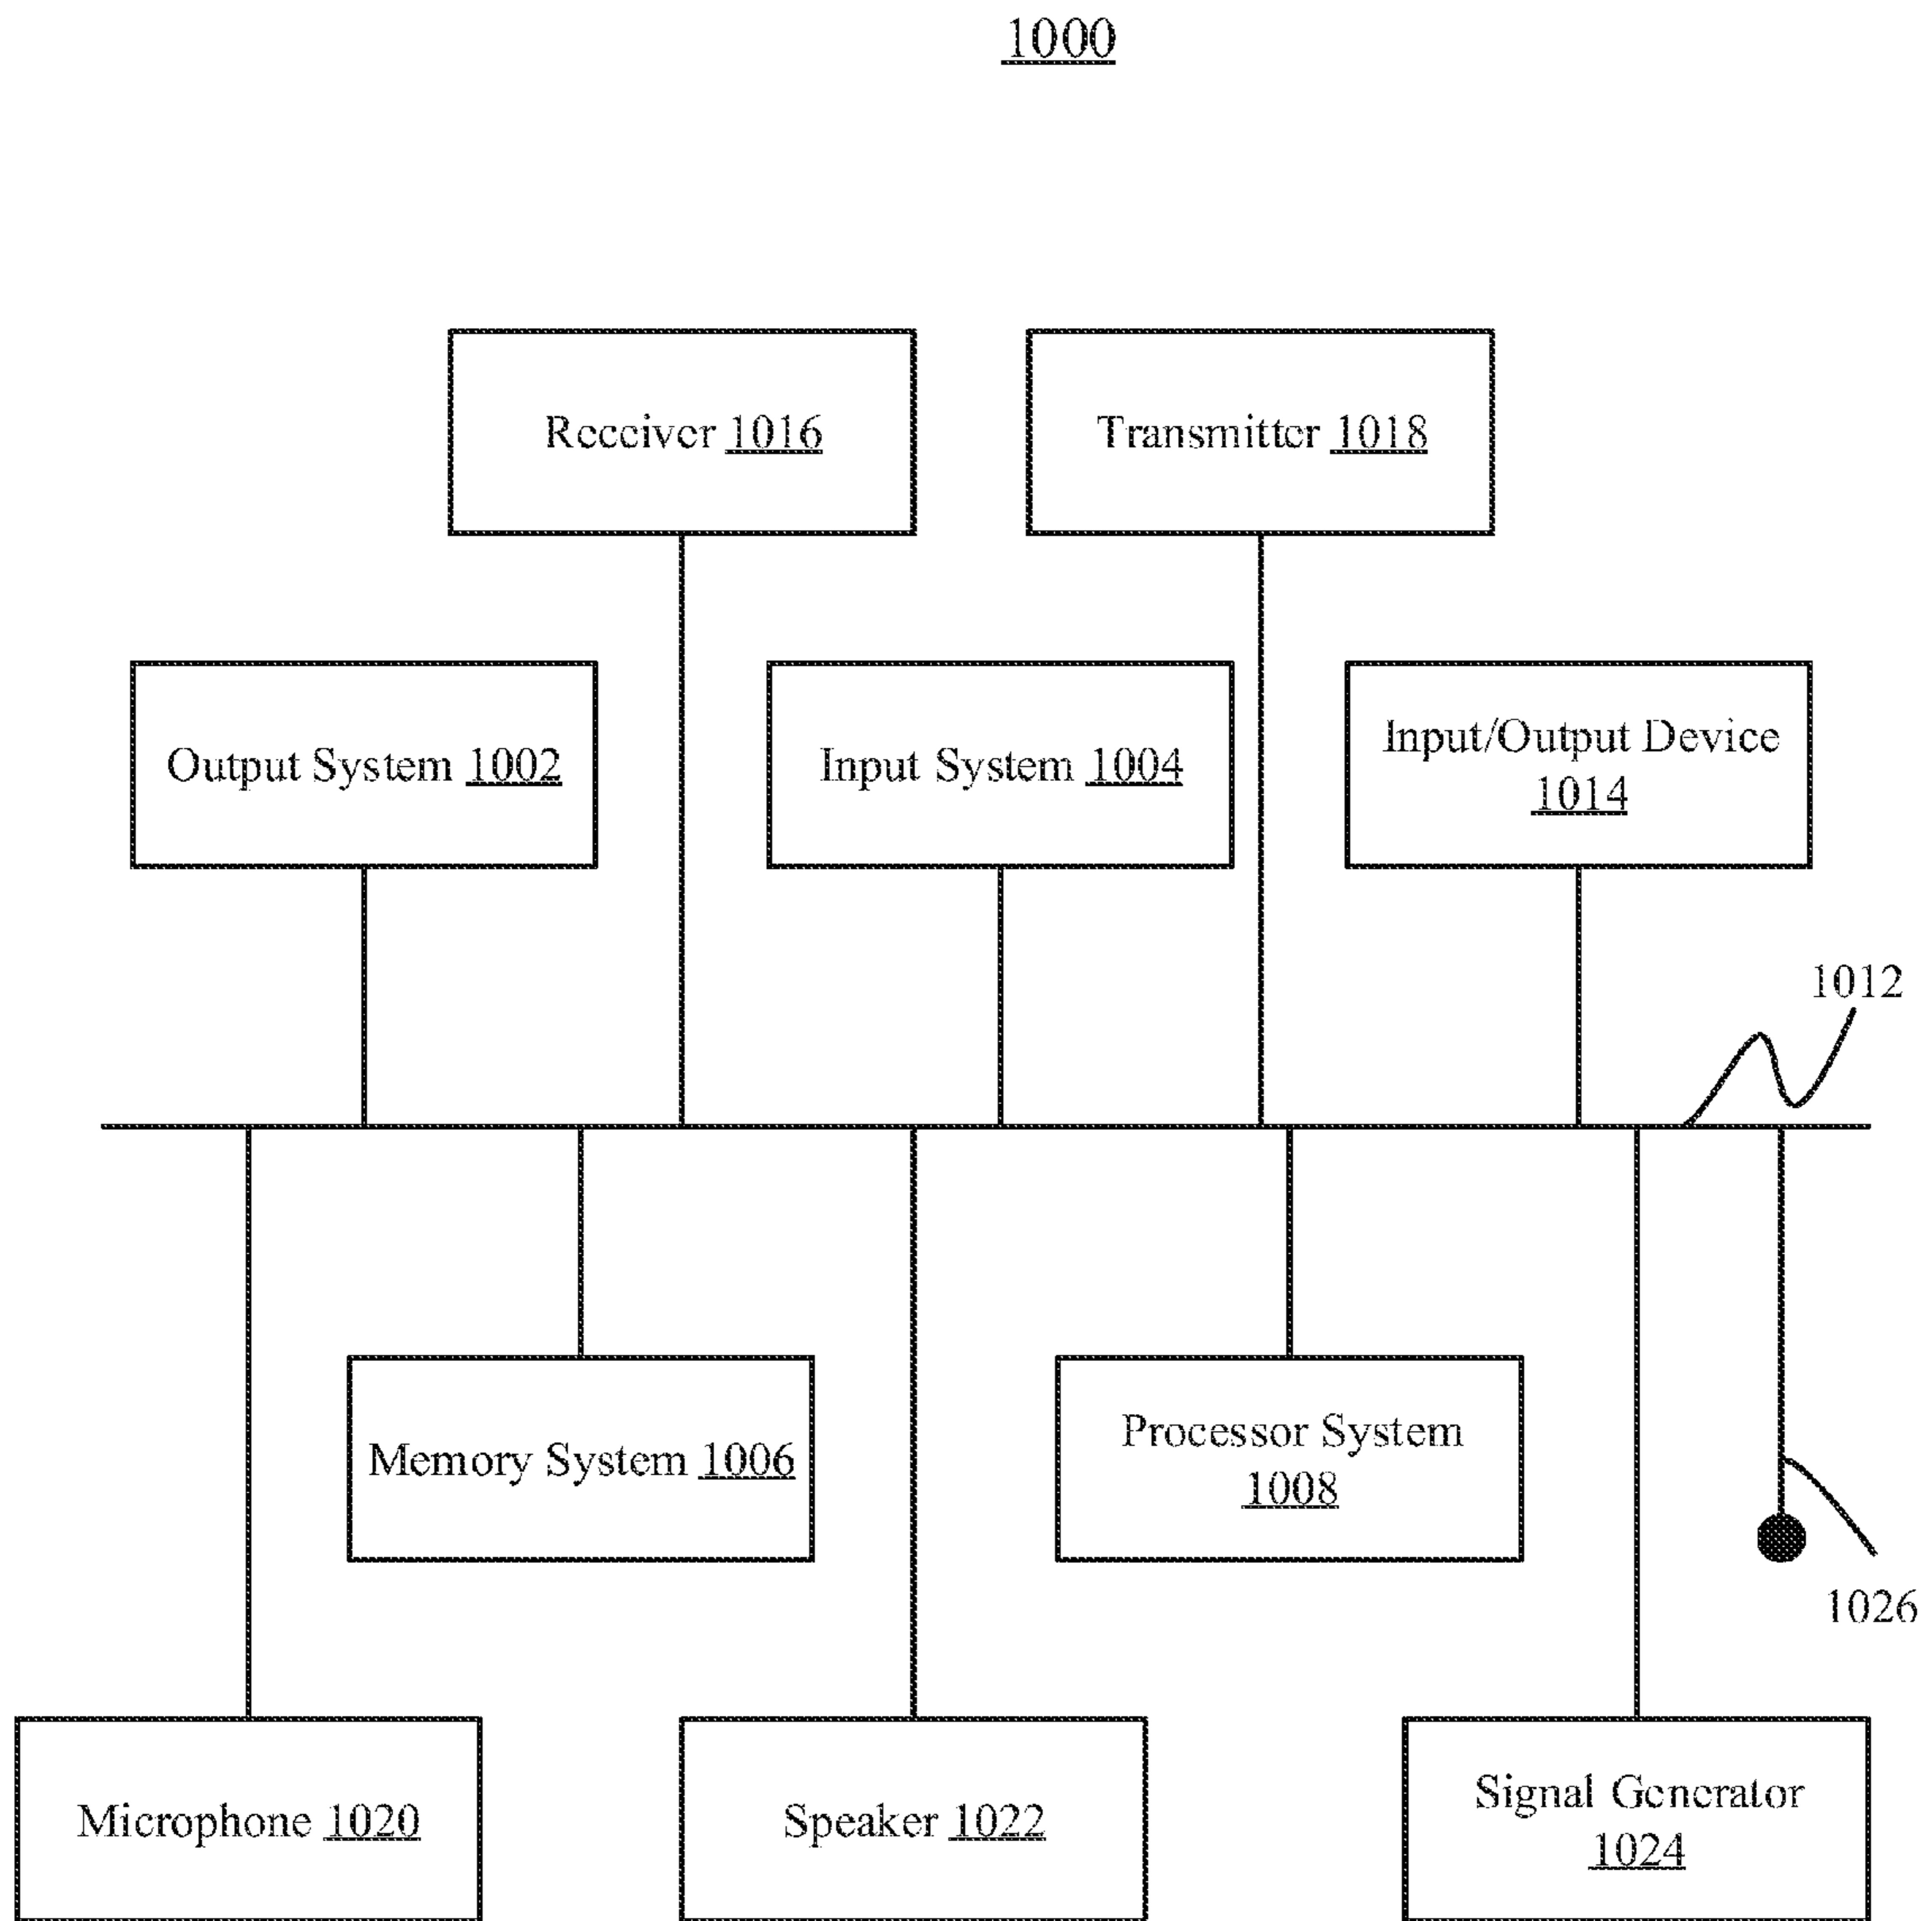 1000
Receiver 1016
Transmitter 1018
Output System 1002
Input System 1004
Input/Output Device
1014
1012
Memory System 1006
Processor System
1008
1026
Microphone 1020
Speaker 1022
Signal Generator
1024